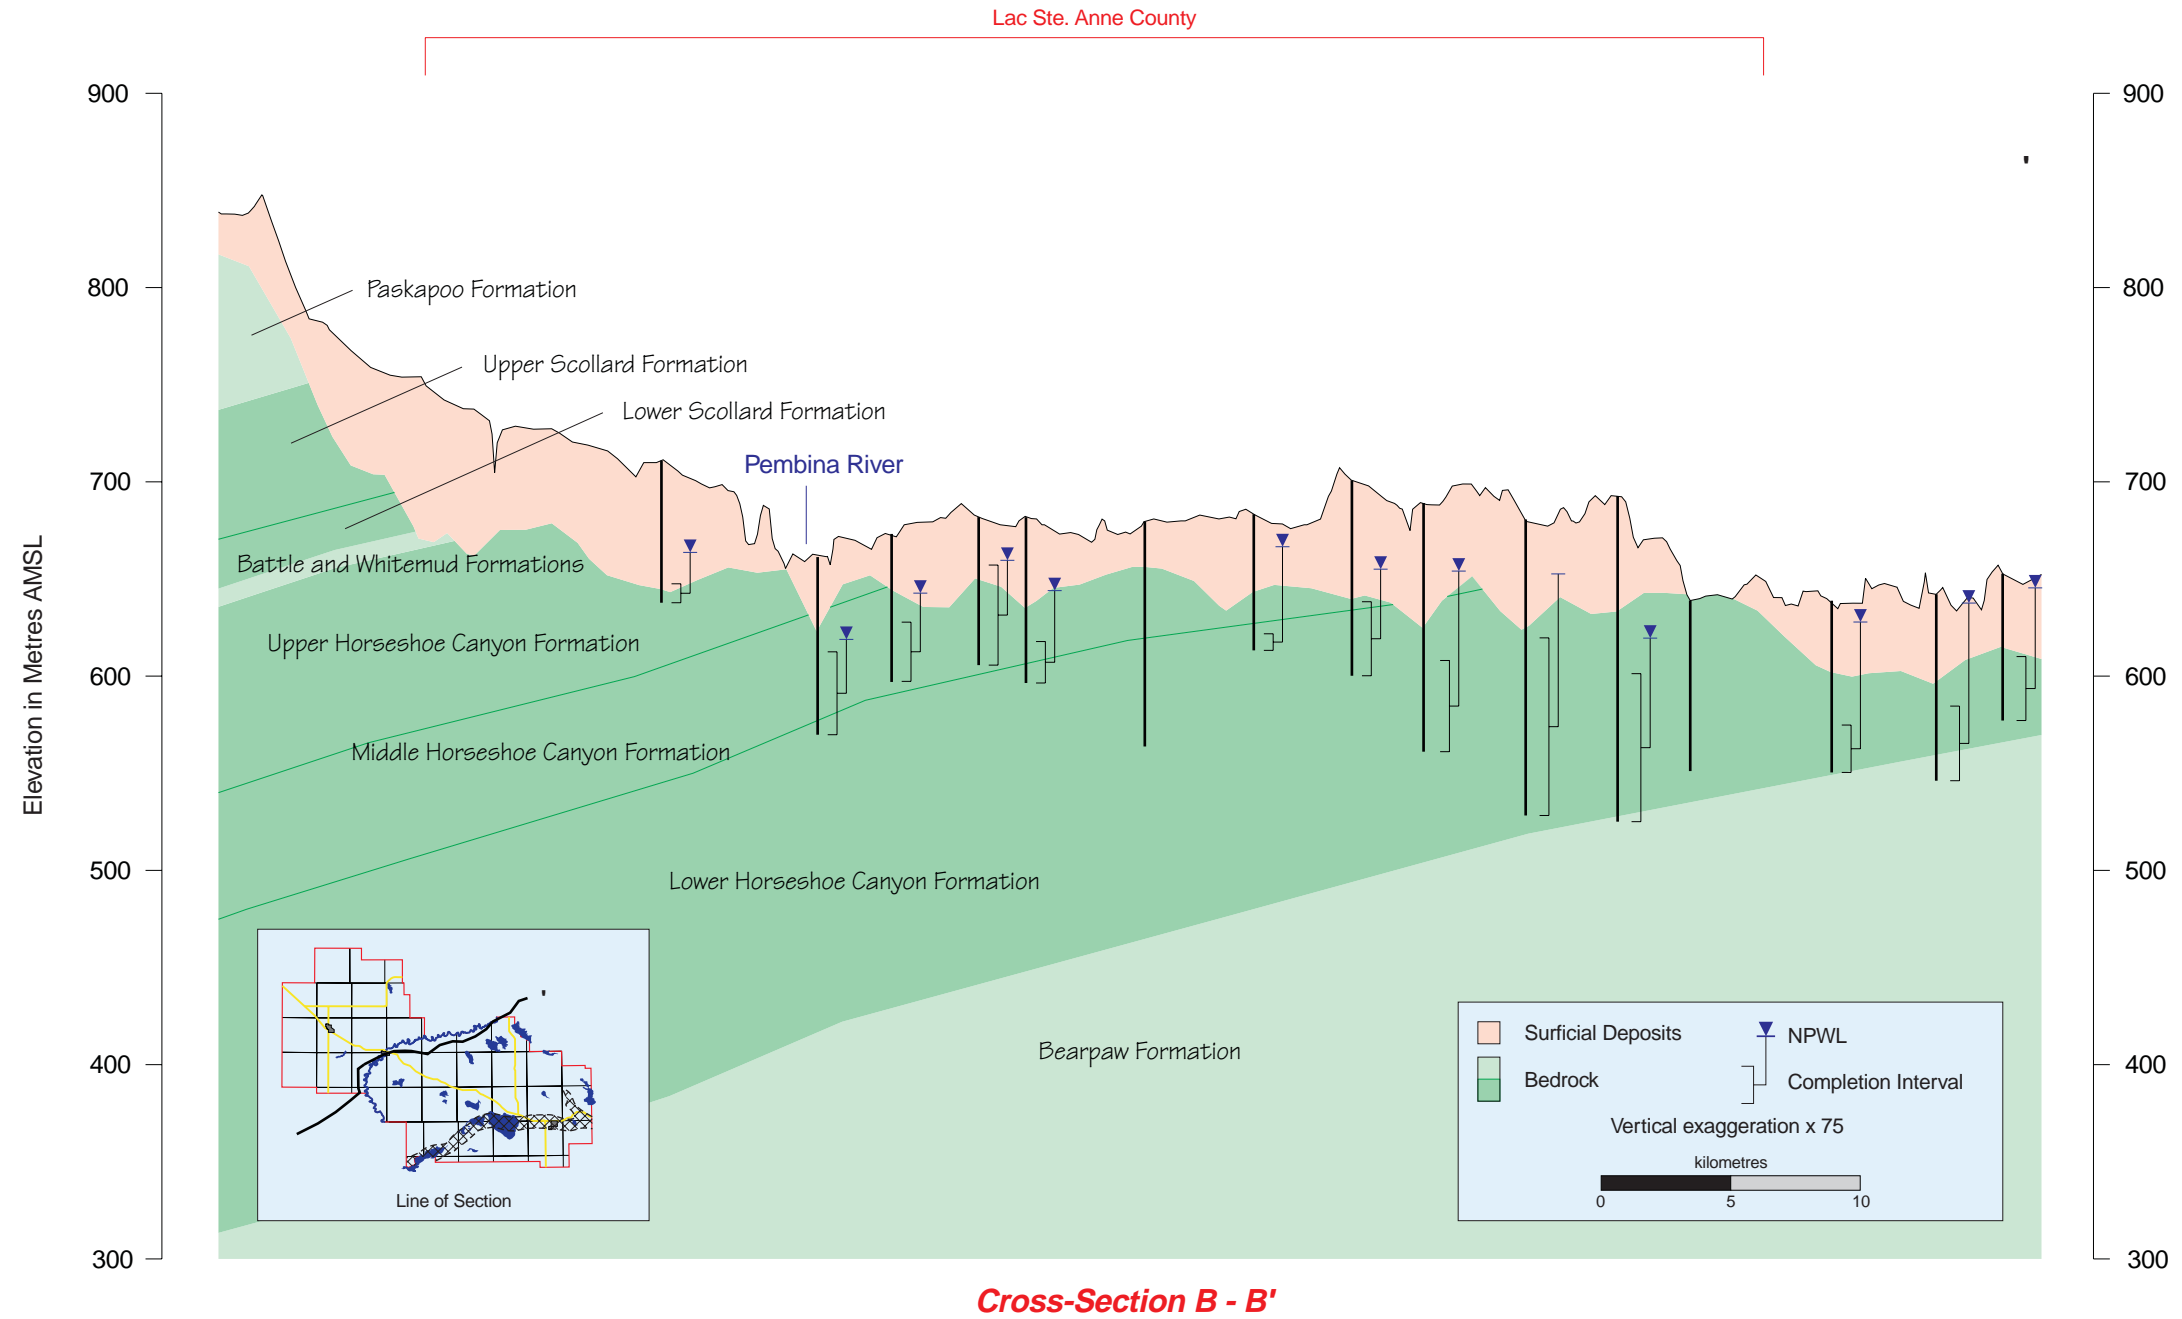 Lac Ste. Anne County
900
900
'
800
800
Paskapoo Formation
Upper Scollard Formation
Lower Scollard Formation
Pembina River
700
700
Elevation in Metres AMSL
Battle and Whitemud Formations
Upper Horseshoe Canyon Formation
600
600
Middle Horseshoe Canyon Formation
500
500
Lower Horseshoe Canyon Formation
'
Bearpaw Formation
400
400
Line of Section
Surficial Deposits
NPWL
Bedrock
Completion Interval
Vertical exaggeration x 75
kilometres
0 5 10
300
300
Cross-Section B - B'